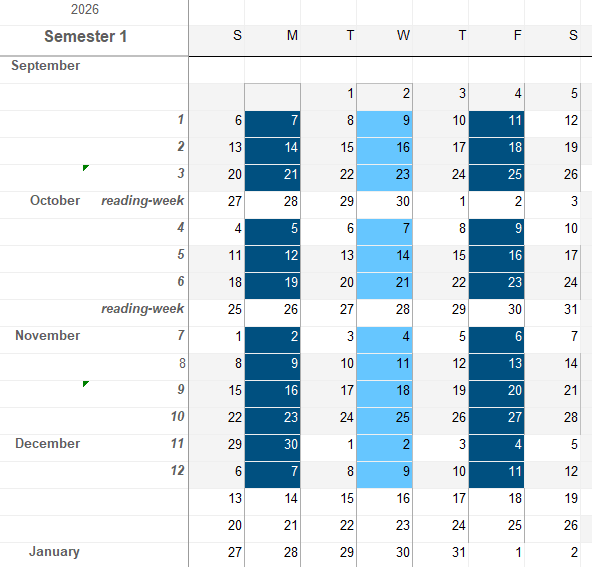 2026
Semester 1 S M T W T F S
September
1 2 3 4 5
1 6 7 8 9 10 11 12
2 13 14 15 16 17 18 19
3 20 21 22 23 24 25 26
October reading-week 27 28 29 30 1 2 3
4 4 5 6 7 8 9 10
5 11 12 13 14 15 16 17
6 18 19 20 21 22 23 24
reading-week 25 26 27 28 29 30 31
November 7 1 2 3 4 5 6 7
8 8 9 10 11 12 13 14
9 15 16 17 18 19 20 21
10 22 23 24 25 26 27 28
December 11 29 30 1 2 3 4 5
12 6 7 8 9 10 11 12
13 14 15 16 17 18 19
20 21 22 23 24 25 26
January 27 28 29 30 31 1 2